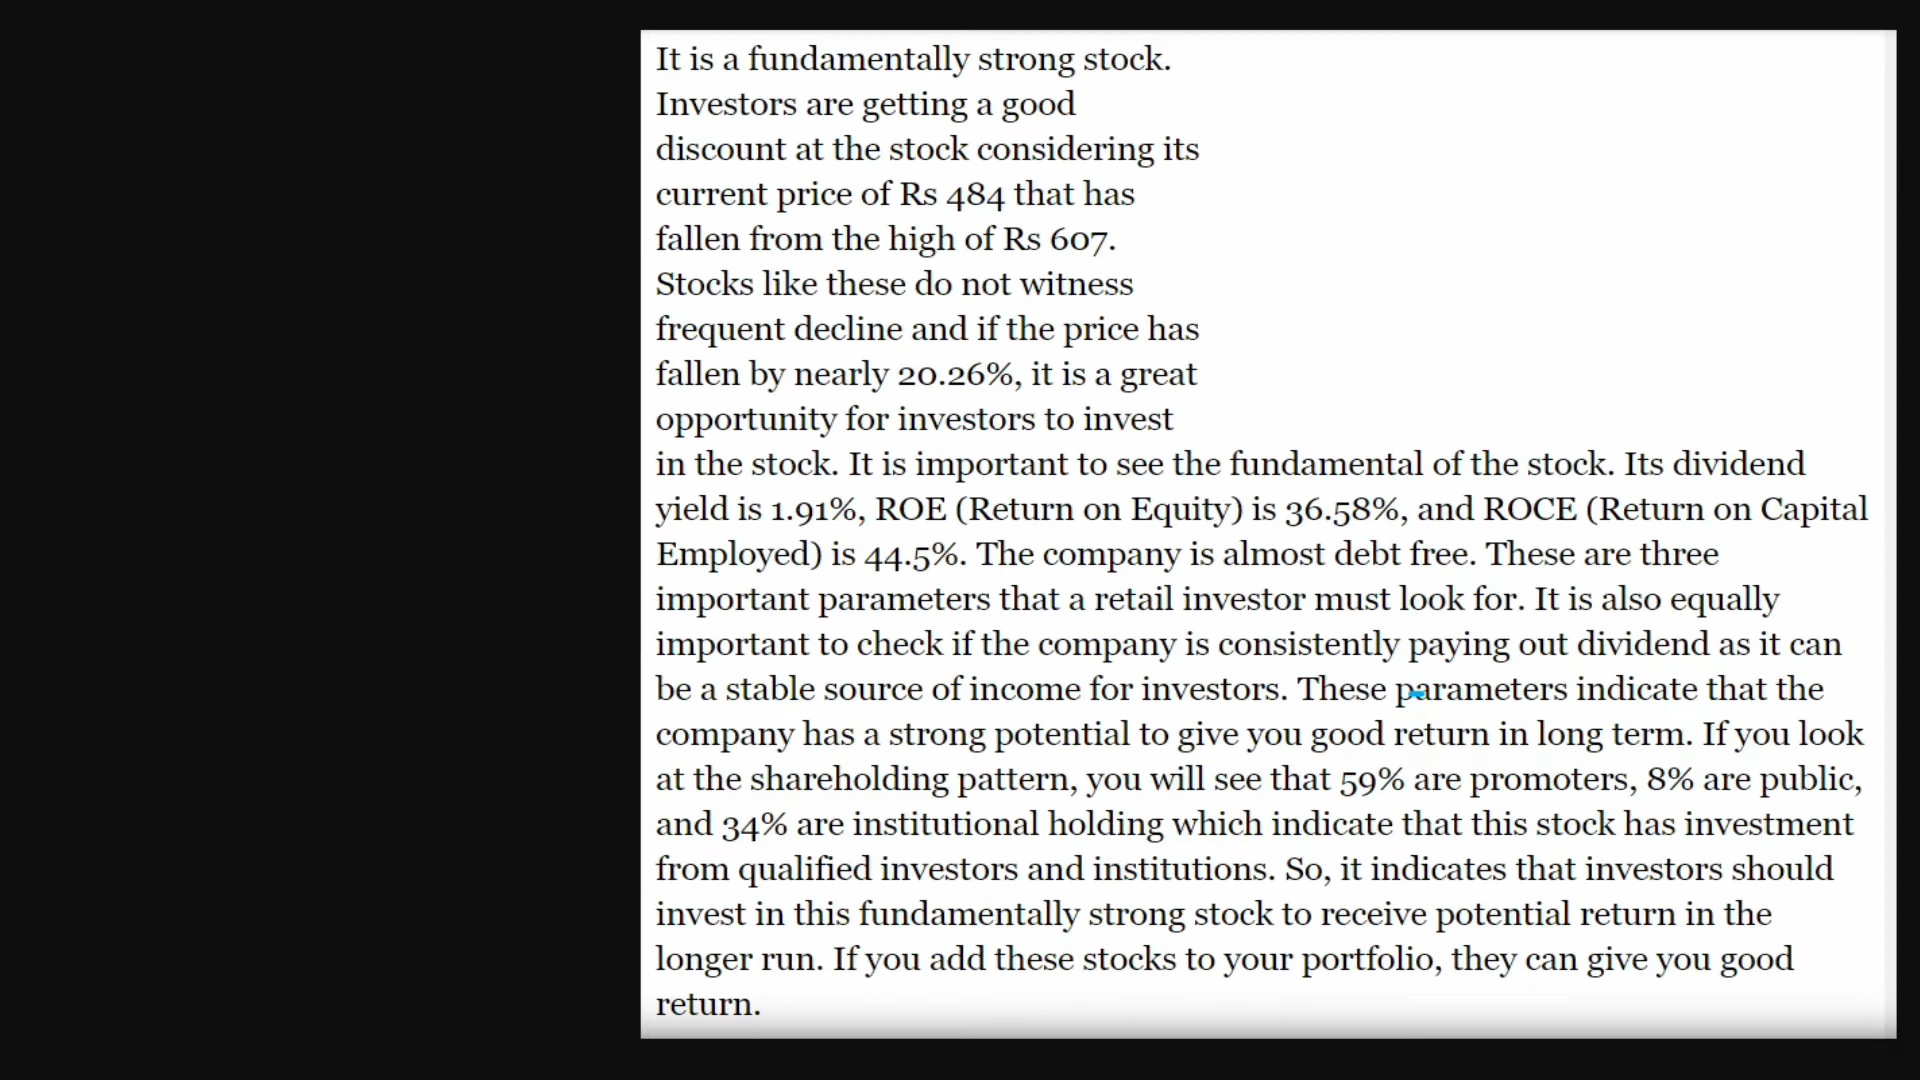 It is a fundamentally strong stock.
Investors are getting a good
discount at the stock considering its
current price of Rs 484 that has
fallen from the high of Rs 607.
Stocks like these do not witness
frequent decline and if the price has
fallen by nearly 20.26%, it is a great
opportunity for investors to invest
in the stock. It is important to see the fundamental of the stock. Its dividend
yield is 1.91%, ROE (Return on Equity) is 36.58%, and ROCE (Return on Capital
Employed) is 44.5%. The company is almost debt free. These are three
important parameters that a retail investor must look for. It is also equally
important to check if the company is consistently paying out dividend as it can
be a stable source of income for investors. These parameters indicate that the
company has a strong potential to give you good return in long term. If you look
at the shareholding pattern, you will see that 59% are promoters, 8% are public,
and 34% are institutional holding which indicate that this stock has investment
from qualified investors and institutions. So, it indicates that investors should
invest in this fundamentally strong stock to receive potential return in the
longer run. If you add these stocks to your portfolio, they can give you good
return.